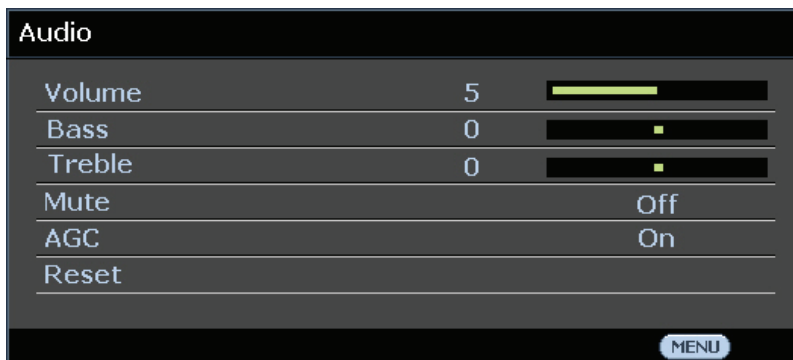 Audio
Volume 5
Bass 0
Treble 0
Mute Off
AGC On
Reset
MENU